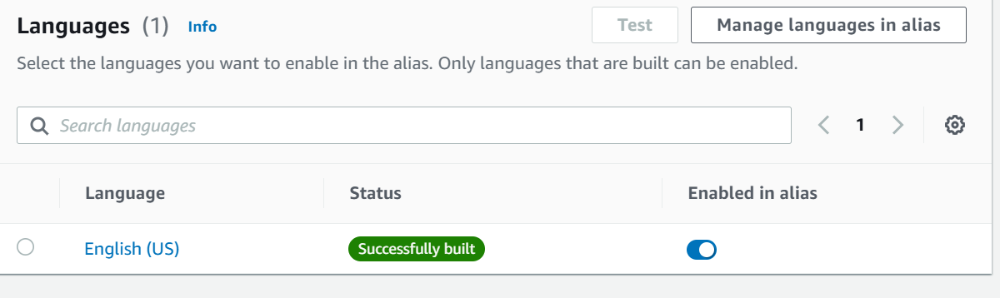 Languages (1) Info Test Manage languages in alias
Select the languages you want to enable in the alias. Only languages that are built can be enabled.
Search languages 1
Language Status Enabled in alias
English (US) Successfully built